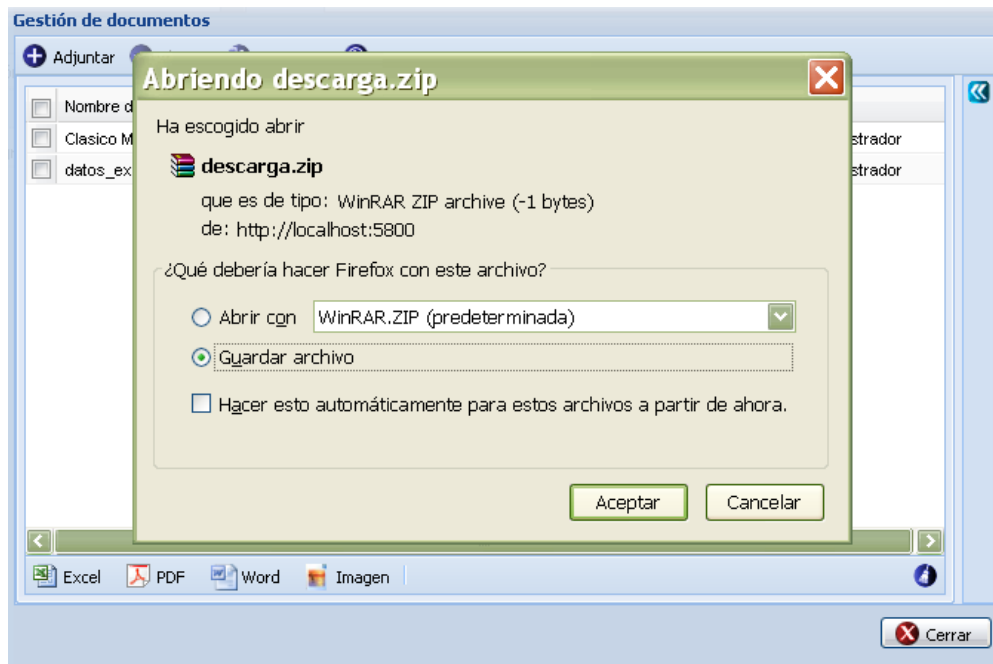 Gestión de documentos
Adjuntar
Abriendo descarga.zip
Nombre d
Ha escogido abrir
Clasico M
strador
descarga.zip
datos_ex
strador
que es de tipo: WinRAR ZIP archive (-1 bytes)
de: http://localhost:5800
¿Qué debería hacer Firefox con este archivo?
Abrir con WinRAR.ZIP (predeterminada)
Guardar archivo
Hacer esto automáticamente para estos archivos a partir de ahora.
Aceptar Cancelar
Excel PDF Word Imagen
Cerrar